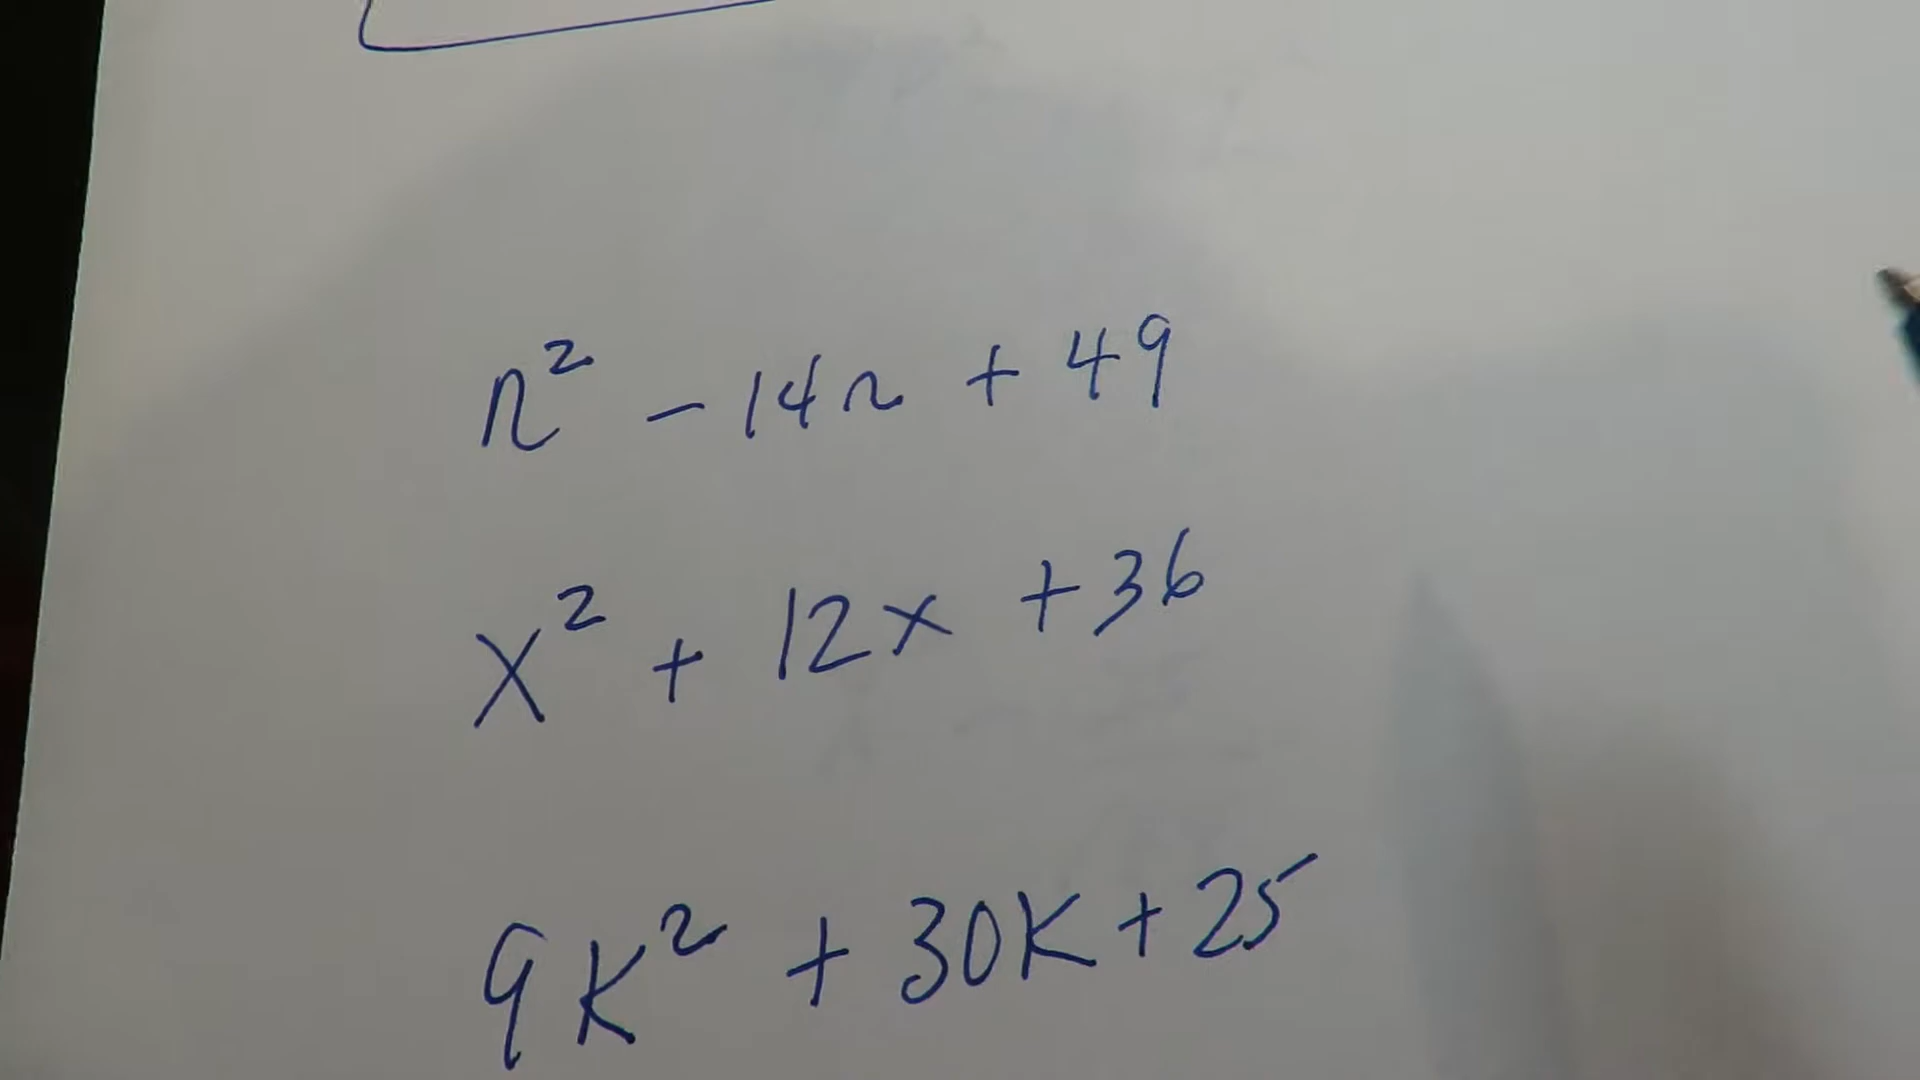 n² - 14n + 49
x² + 12x + 36
9k² + 30k + 25